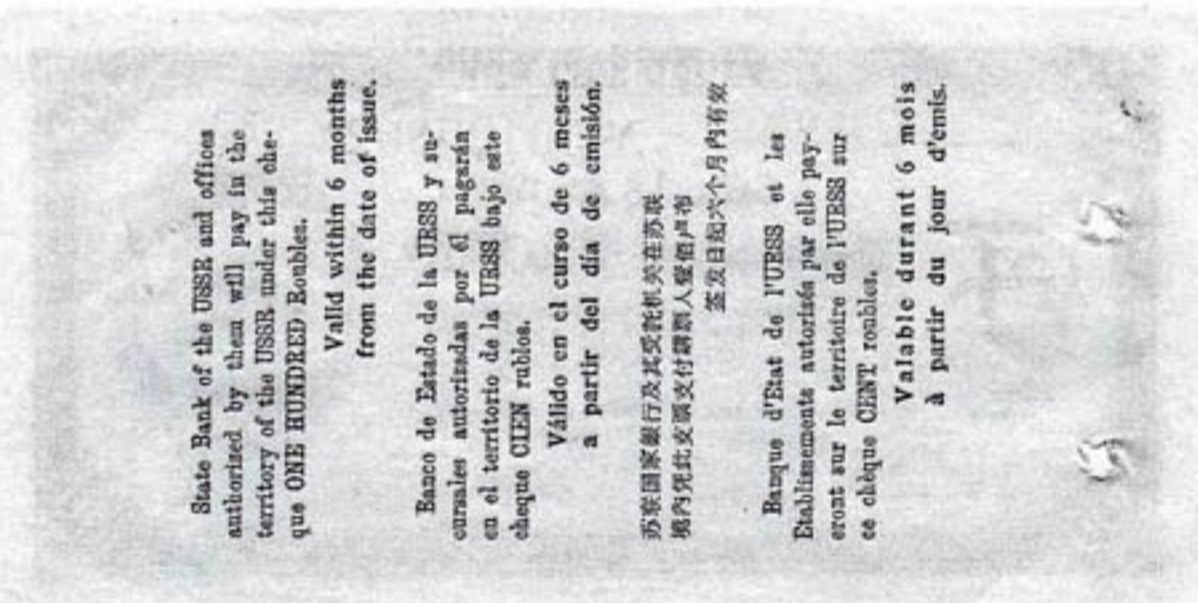 State Bank of the USSR and offices
authorized by them will pay in the
territory of the USSR under this che-
que ONE HUNDRED Roubles.
Valid within 6 months
from the date of issue.
Banco de Estado de la URSS y su-
cursales autorizadas por él pagarán
en el territorio de la URSS bajo este
cheque CIEN rublos.
Válido en el curso de 6 meses
a partir del día de emisión.
苏联国家銀行及其受託机关在苏联
境内凭此支票支付購票人壹佰卢布
签发日起六个月内有效
Banque d'Etat de l'URSS et les
Etablissements autorisés par elle pay-
eront sur le territoire de l'URSS sur
ce chèque CENT roubles.
Valable durant 6 mois
à partir du jour d'émis.